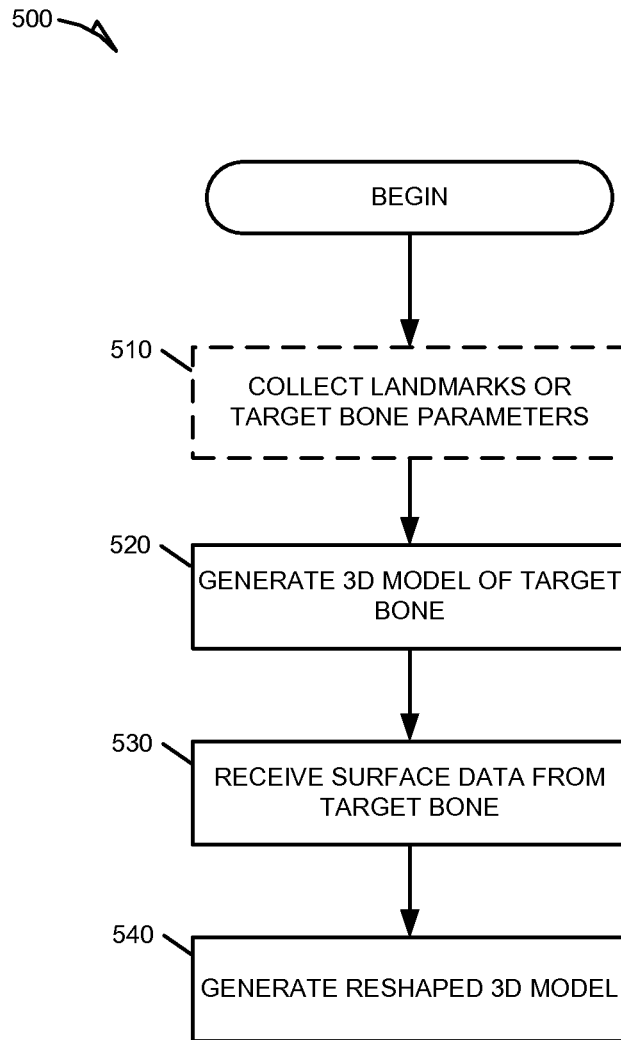 500
BEGIN
510
COLLECT LANDMARKS OR
TARGET BONE PARAMETERS
520
GENERATE 3D MODEL OF TARGET
BONE
530
RECEIVE SURFACE DATA FROM
TARGET BONE
540
GENERATE RESHAPED 3D MODEL